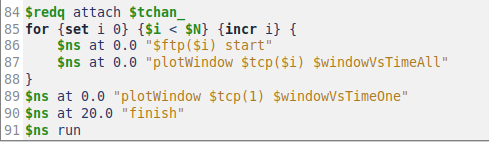 84 $redq attach $tchan_
85 for {set i 0} {$i < $N} {incr i} {
86     $ns at 0.0 "$ftp($i) start"
87     $ns at 0.0 "plotWindow $tcp($i) $windowVsTimeAll"
88 }
89 $ns at 0.0 "plotWindow $tcp(1) $windowVsTimeOne"
90 $ns at 20.0 "finish"
91 $ns run